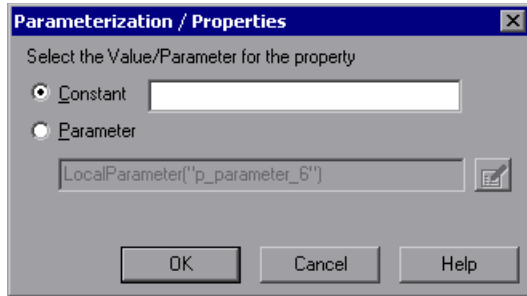 Parameterization / Properties
Select the Value/Parameter for the property
Constant
Parameter
LocalParameter("p_parameter_6")
OK Cancel Help